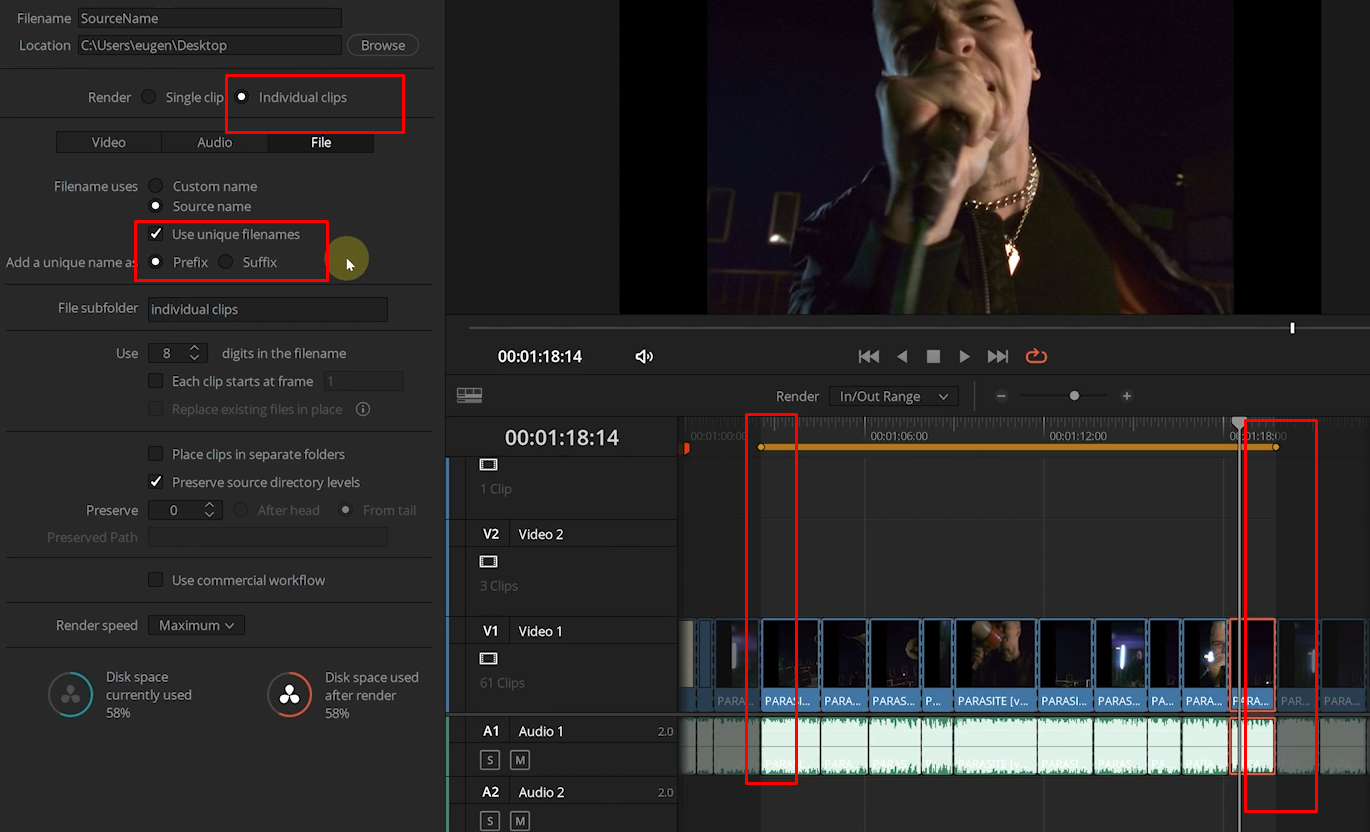 Filename SourceName
Location C:\Users\eugen\Desktop Browse
Render Single clip Individual clips
Video Audio File
Filename uses Custom name
Source name
Use unique filenames
Add a unique name as Prefix Suffix
File subfolder individual clips
Use 8 digits in the filename
Each clip starts at frame 1
Replace existing files in place
Place clips in separate folders
Preserve source directory levels
Preserve 0 After head From tail
Preserved Path
Use commercial workflow
Render speed Maximum
Disk space currently used 58%
Disk space used after render 58%
00:01:18:14
Render In/Out Range
00:01:18:14
00:01:00:00 00:01:06:00 00:01:12:00 00:01:18:00
1 Clip
V2 Video 2
3 Clips
V1 Video 1
61 Clips
PARA... PARASI... PARA... PARAS... P... PARASITE [v... PARASI... PARAS... PA... PARA... PARA... PAR... PARA...
A1 Audio 1 2.0
S M
A2 Audio 2 2.0
S M